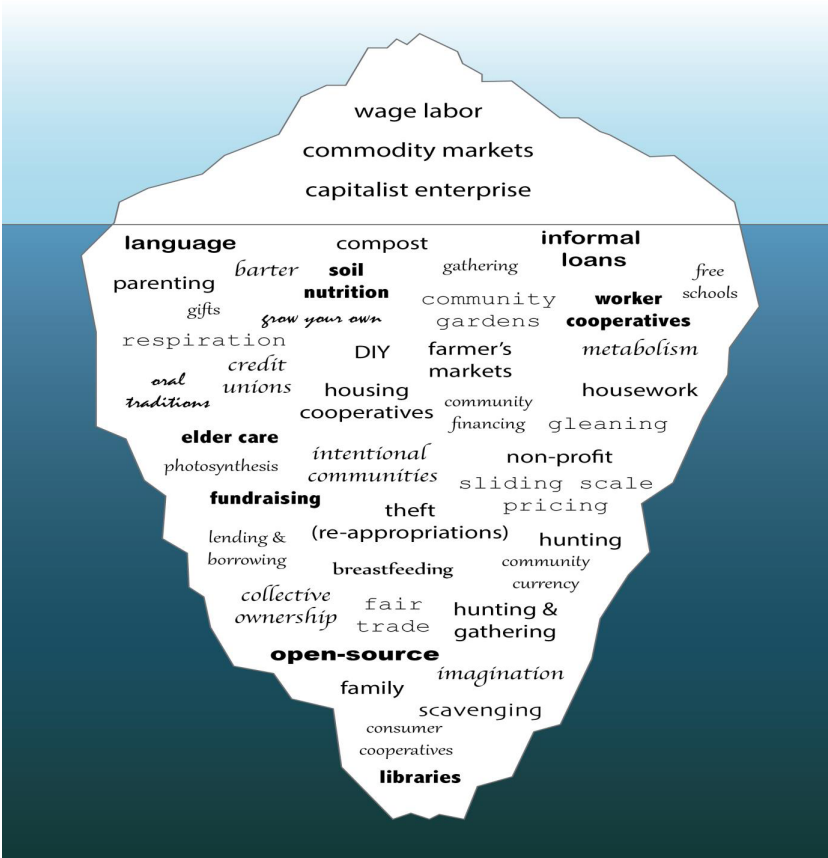 wage labor
commodity markets
capitalist enterprise
language
compost
informal
loans
parenting
barter
soil
nutrition
gathering
free
schools
gifts
grow your own
community
gardens
worker
cooperatives
respiration
credit
unions
DIY
farmer's
markets
metabolism
oral
traditions
housing
cooperatives
community
financing
housework
gleaning
elder care
photosynthesis
intentional
communities
non-profit
sliding scale
pricing
fundraising
theft
(re-appropriations)
lending &
borrowing
hunting
breastfeeding
community
currency
collective
ownership
fair
trade
hunting &
gathering
open-source
imagination
family
scavenging
consumer
cooperatives
libraries